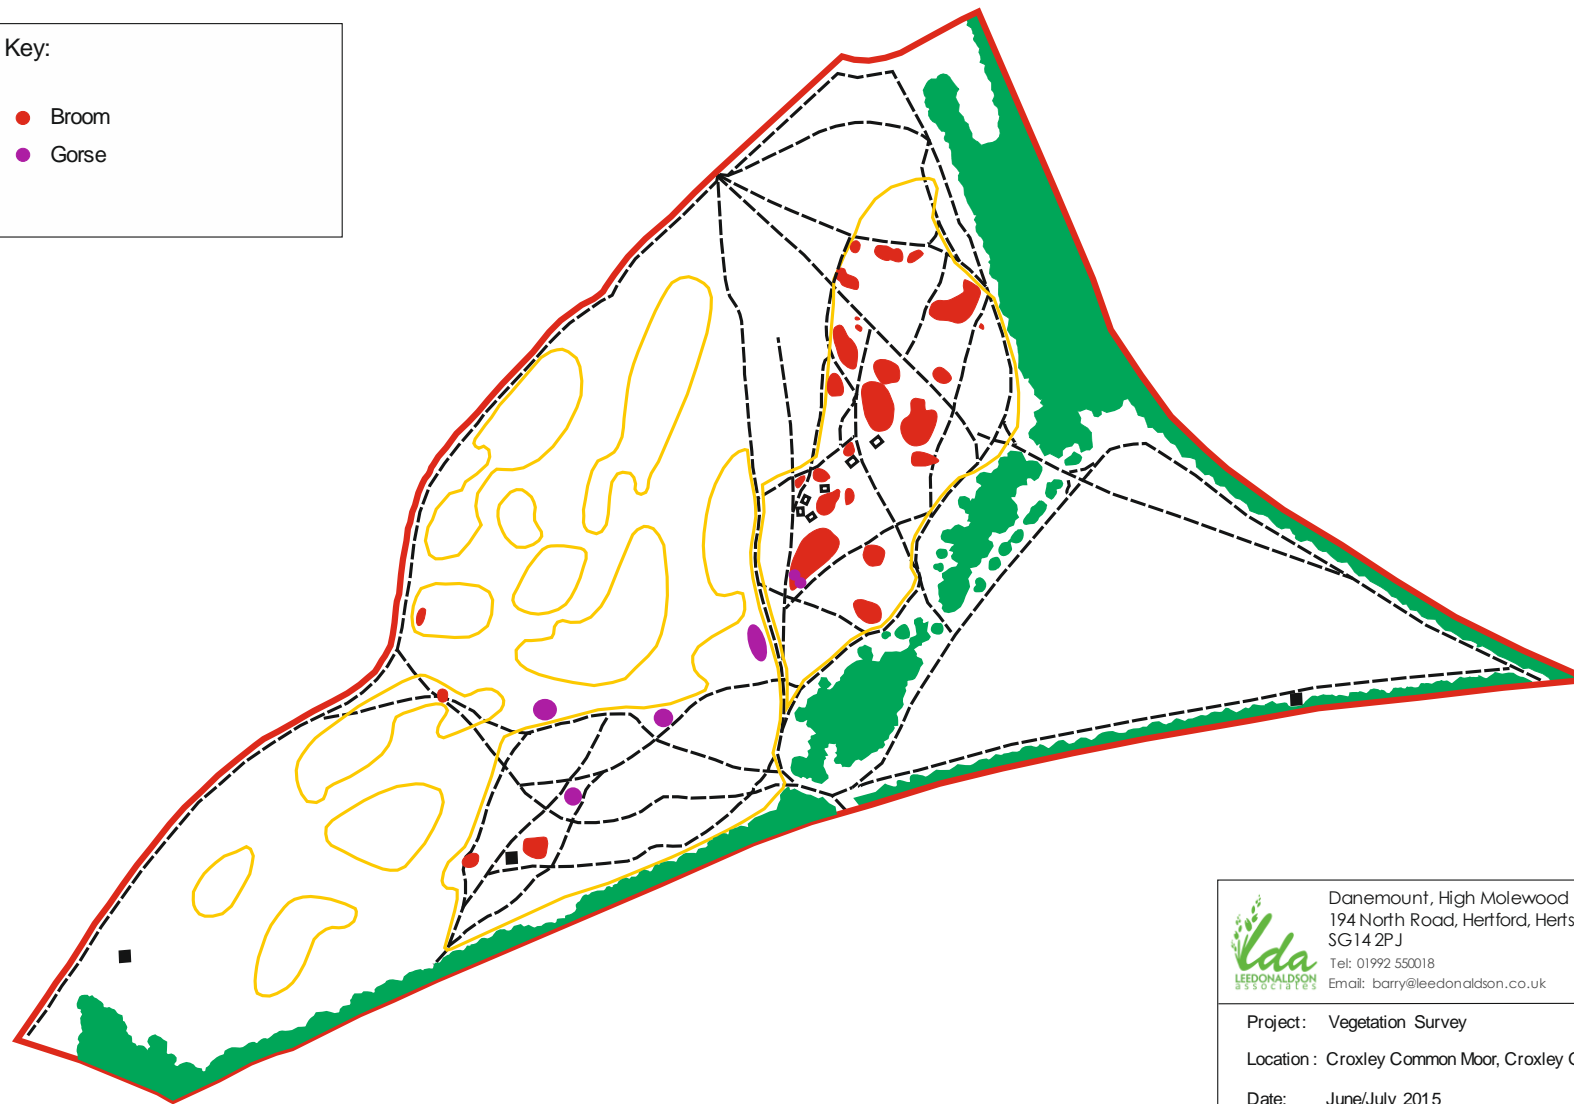 Key:
Broom
Gorse
Danemount, High Molewood
194 North Road, Hertford, Herts
SG14 2PJ
Tel: 01992 550018
Email: barry@leedonaldson.co.uk
lda
LEEDONALDSON
associates
Project: Vegetation Survey
Location : Croxley Common Moor, Croxley
Date: June/July 2015